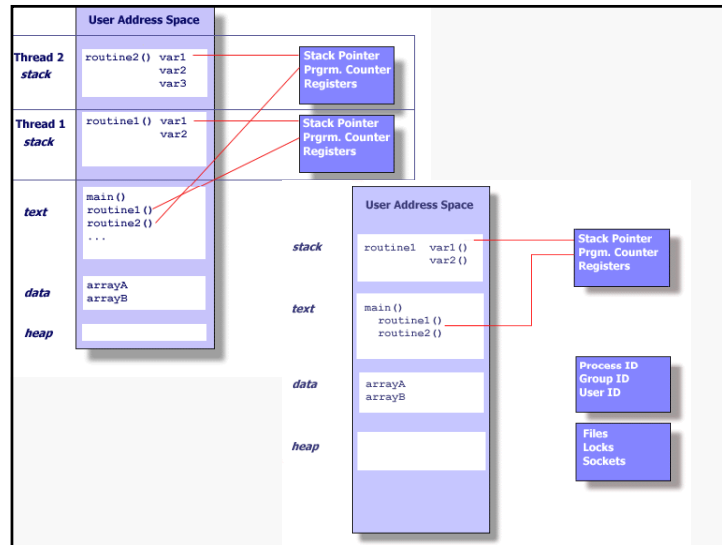 User Address Space
Thread 2
stack
routine2() var1
var2
var3
Stack Pointer
Prgrm. Counter
Registers
Thread 1
stack
routine1() var1
var2
Stack Pointer
Prgrm. Counter
Registers
text
main()
routine1()
routine2()
...
data
arrayA
arrayB
heap
User Address Space
stack
routine1 var1()
var2()
Stack Pointer
Prgrm. Counter
Registers
text
main()
routine1()
routine2()
data
arrayA
arrayB
Process ID
Group ID
User ID
heap
Files
Locks
Sockets